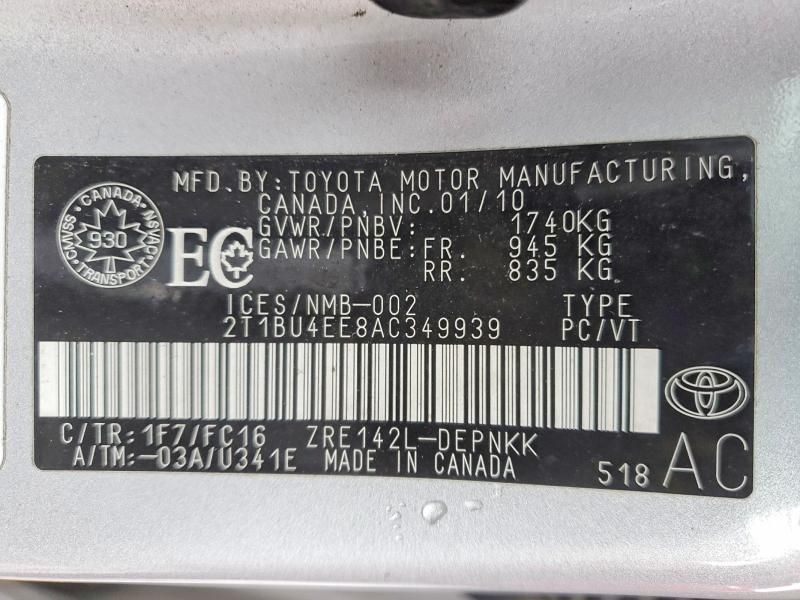 MFD. BY: TOYOTA MOTOR MANUFACTURING,
CANADA, INC. 01/10
GVWR/PNBV: 1740KG
GAWR/PNBE: FR. 945 KG
RR. 835 KG
CANADA
CMVSS NSVAC
930
TRANSPORT
EC
ICES/NMB-002 TYPE
2T1BU4EE8AC349939 PC/VT
C/TR: 1F7/FC16 ZRE142L-DEPNKK
A/TM: -03A/U341E MADE IN CANADA
518 AC